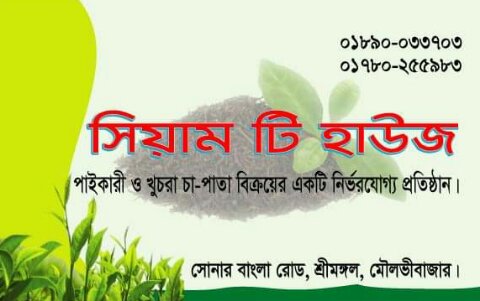 ০১৮৯০-০৩৩৭০৩
০১৭৮০-২৫৫৯৮৩
সিয়াম টি হাউজ
পাইকারী ও খুচরা চা-পাতা বিক্রয়ের একটি নির্ভরযোগ্য প্রতিষ্ঠান।
সোনার বাংলা রোড, শ্রীমঙ্গল, মৌলভীবাজার।